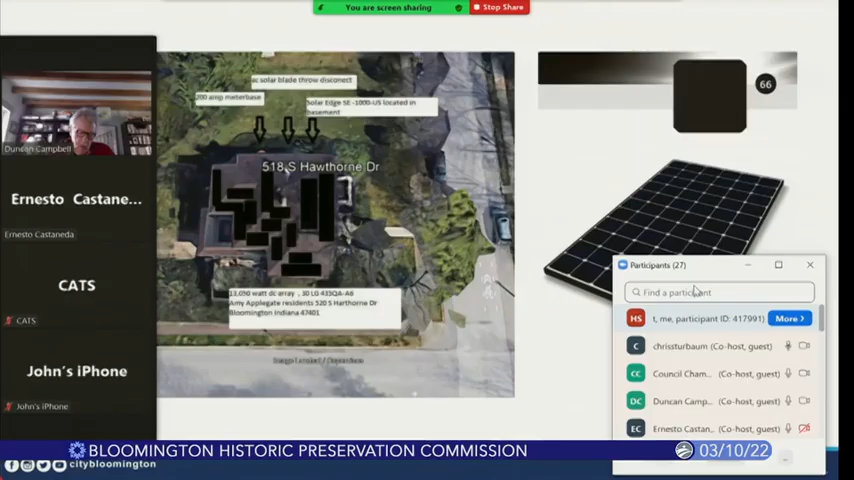 You are screen sharing
Stop Share
Duncan Campbell
Ernesto Castane...
Ernesto Castaneda
CATS
CATS
John's iPhone
John's iPhone
ac solar blade throw disconect
200 amp meterbase
Solar Edge SE -1000-US located in
basement
518 S Hawthorne Dr
13,050 watt dc array , 30 LG 435QA-A6
Amy Applegate residents 520 S Harthorne Dr
Bloomington Indiana 47401
66
Participants (27)
Find a participant
HS
t, me, participant ID: 417991)
More >
C
chrissturbaum (Co-host, guest)
CC
Council Cham... (Co-host, guest)
DC
Duncan Camp... (Co-host, guest)
EC
Ernesto Castan... (Co-host, guest)
BLOOMINGTON HISTORIC PRESERVATION COMMISSION
03/10/22
citybloomington